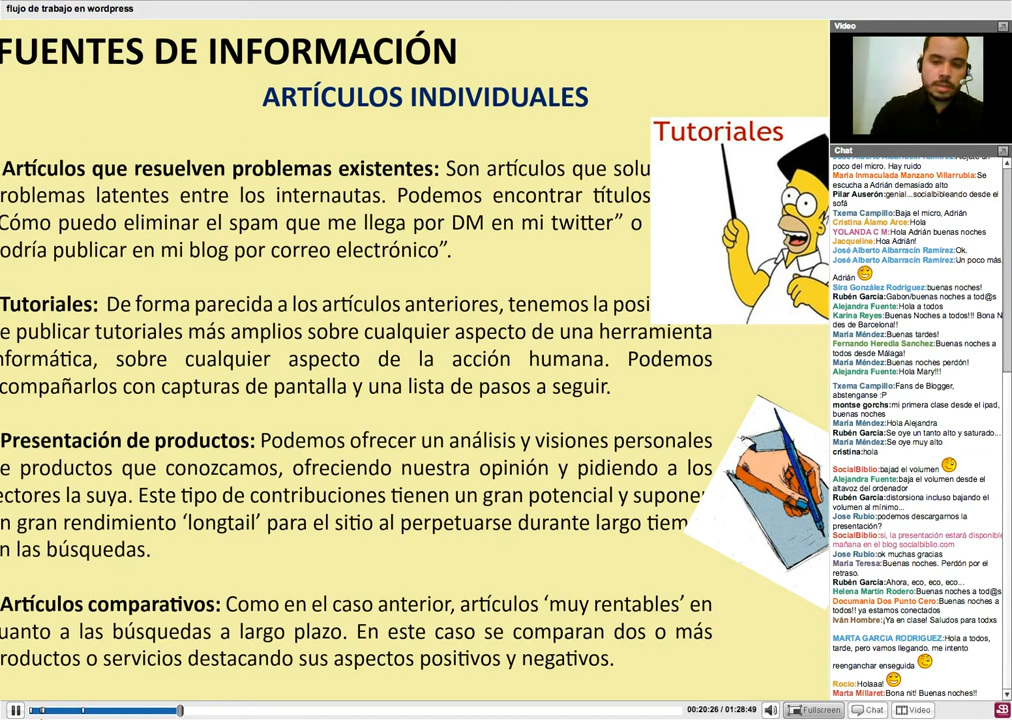 flujo de trabajo en wordpress
FUENTES DE INFORMACIÓN
ARTÍCULOS INDIVIDUALES
Artículos que resuelven problemas existentes: Son artículos que solu
roblemas latentes entre los internautas. Podemos encontrar títulos
Cómo puedo eliminar el spam que me llega por DM en mi twitter” o
odría publicar en mi blog por correo electrónico”.
Tutoriales: De forma parecida a los artículos anteriores, tenemos la posi
e publicar tutoriales más amplios sobre cualquier aspecto de una herramienta
nformática, sobre cualquier aspecto de la acción humana. Podemos
compañarlos con capturas de pantalla y una lista de pasos a seguir.
Presentación de productos: Podemos ofrecer un análisis y visiones personales
e productos que conozcamos, ofreciendo nuestra opinión y pidiendo a los
ectores la suya. Este tipo de contribuciones tienen un gran potencial y suponen
n gran rendimiento ‘longtail’ para el sitio al perpetuarse durante largo tiem
n las búsquedas.
Artículos comparativos: Como en el caso anterior, artículos ‘muy rentables’ en
uanto a las búsquedas a largo plazo. En este caso se comparan dos o más
roductos o servicios destacando sus aspectos positivos y negativos.
Tutoriales
Video
Chat
poco del micro. Hay ruido
Maria Inmaculada Manzano Villarrubia:Se
escucha a Adrián demasiado alto
Pilar Auserón:genial...socialbibleando desde el
sofá
Txema Campillo:Baja el micro, Adrián
Cristina Álamo Arce:Hola
YOLANDA C M:Hola Adrián buenas noches
Jacqueline:Hoa Adrián!
José Alberto Albarracín Ramírez:Ok.
José Alberto Albarracín Ramírez:Un poco más
Adrián
Sira González Rodríguez:buenas noches!
Rubén García:Gabon/buenas noches a tod@s
Alejandra Fuente:Hola a todos
Karina Reyes:Buenas Noches a todos!!! Bona N
des de Barcelona!!
María Méndez:Buenas tardes!
Fernando Heredia Sanchez:Buenas noches a
todos desde Málaga!
María Méndez:Buenas noches perdón!
Alejandra Fuente:Hola Mary!!!
Txema Campillo:Fans de Blogger,
abstenganse :P
montse gorchs:mi primera clase desde el ipad,
buenas noches
María Méndez:Hola Alejandra
Rubén García:Se oye un tanto alto y saturado...
María Méndez:Se oye muy alto
cristina:hola
SocialBiblio:bajad el volumen
Alejandra Fuente:baja el volumen desde el
altavoz del ordenador
Rubén García:distorsiona incluso bajando el
volumen al mínimo...
Jose Rubio:podemos descargarnos la
presentación?
SocialBiblio:si, la presentación estará disponible
mañana en el blog socialbiblio.com
Jose Rubio:ok muchas gracias
Maria Teresa:Buenas noches. Perdón por el
retraso.
Rubén García:Ahora, eco, eco, eco...
Helena Martín Rodero:Buenas noches a tod@s
Documania Dos Punto Cero:Buenas noches a
todos!! ya estamos conectados
Iván Hombre:¡Ya en clase! Saludos para todxs
MARTA GARCIA RODRIGUEZ:Hola a todos,
tarde, pero vamos llegando. me intento
reenganchar enseguida
Rocío:Holaaa!
Marta Millaret:Bona nit! Buenas noches!!
00:20:26 / 01:28:49
Fullscreen
Chat
Video
SB